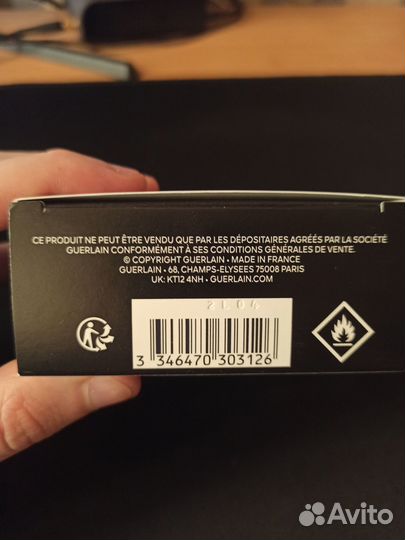 CE PRODUIT NE PEUT ÊTRE VENDU QUE PAR LES DÉPOSITAIRES AGRÉÉS PAR LA SOCIÉTÉ
GUERLAIN CONFORMÉMENT À SES CONDITIONS GÉNÉRALES DE VENTE.
© COPYRIGHT GUERLAIN • MADE IN FRANCE
GUERLAIN • 68, CHAMPS-ELYSEES 75008 PARIS
UK: KT12 4NH • GUERLAIN.COM
2L04
3 346470 303126
Avito